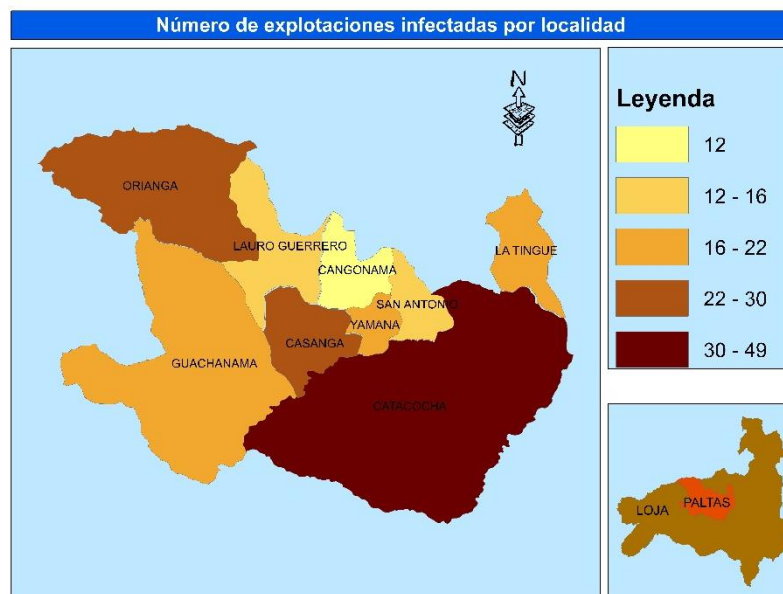 Número de explotaciones infectadas por localidad
N
ORIANGA
LAURO GUERRERO
CANGONAMA
LA TINGUE
SAN ANTONIO
YAMANA
CASANGA
GUACHANAMA
CATACOCHA
Leyenda
12
12 - 16
16 - 22
22 - 30
30 - 49
PALTAS
LOJA